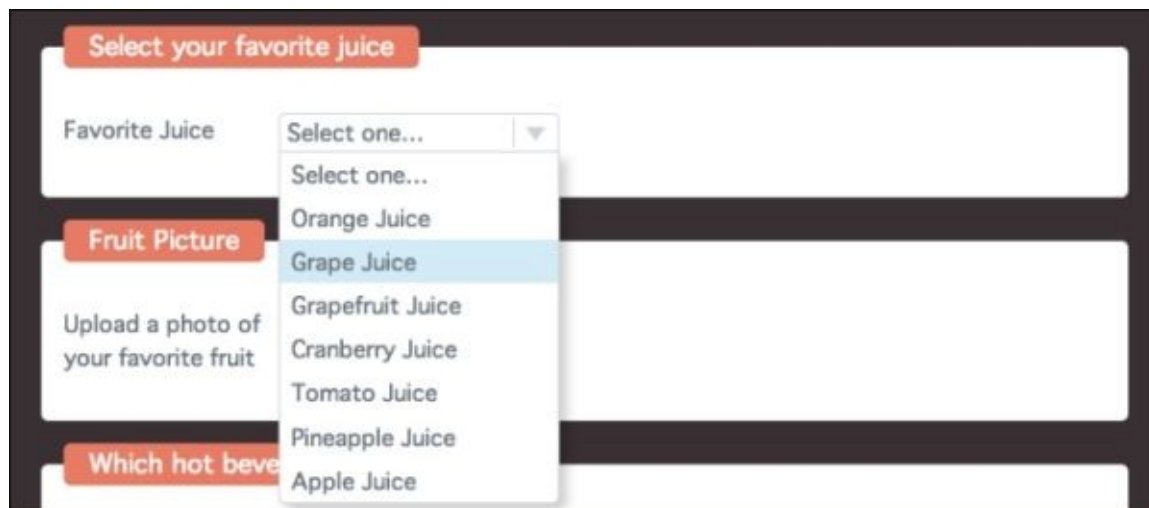 Select your favorite juice
Favorite Juice
Select one...
Select one...
Orange Juice
Grape Juice
Grapefruit Juice
Cranberry Juice
Tomato Juice
Pineapple Juice
Apple Juice
Fruit Picture
Upload a photo of
your favorite fruit
Which hot